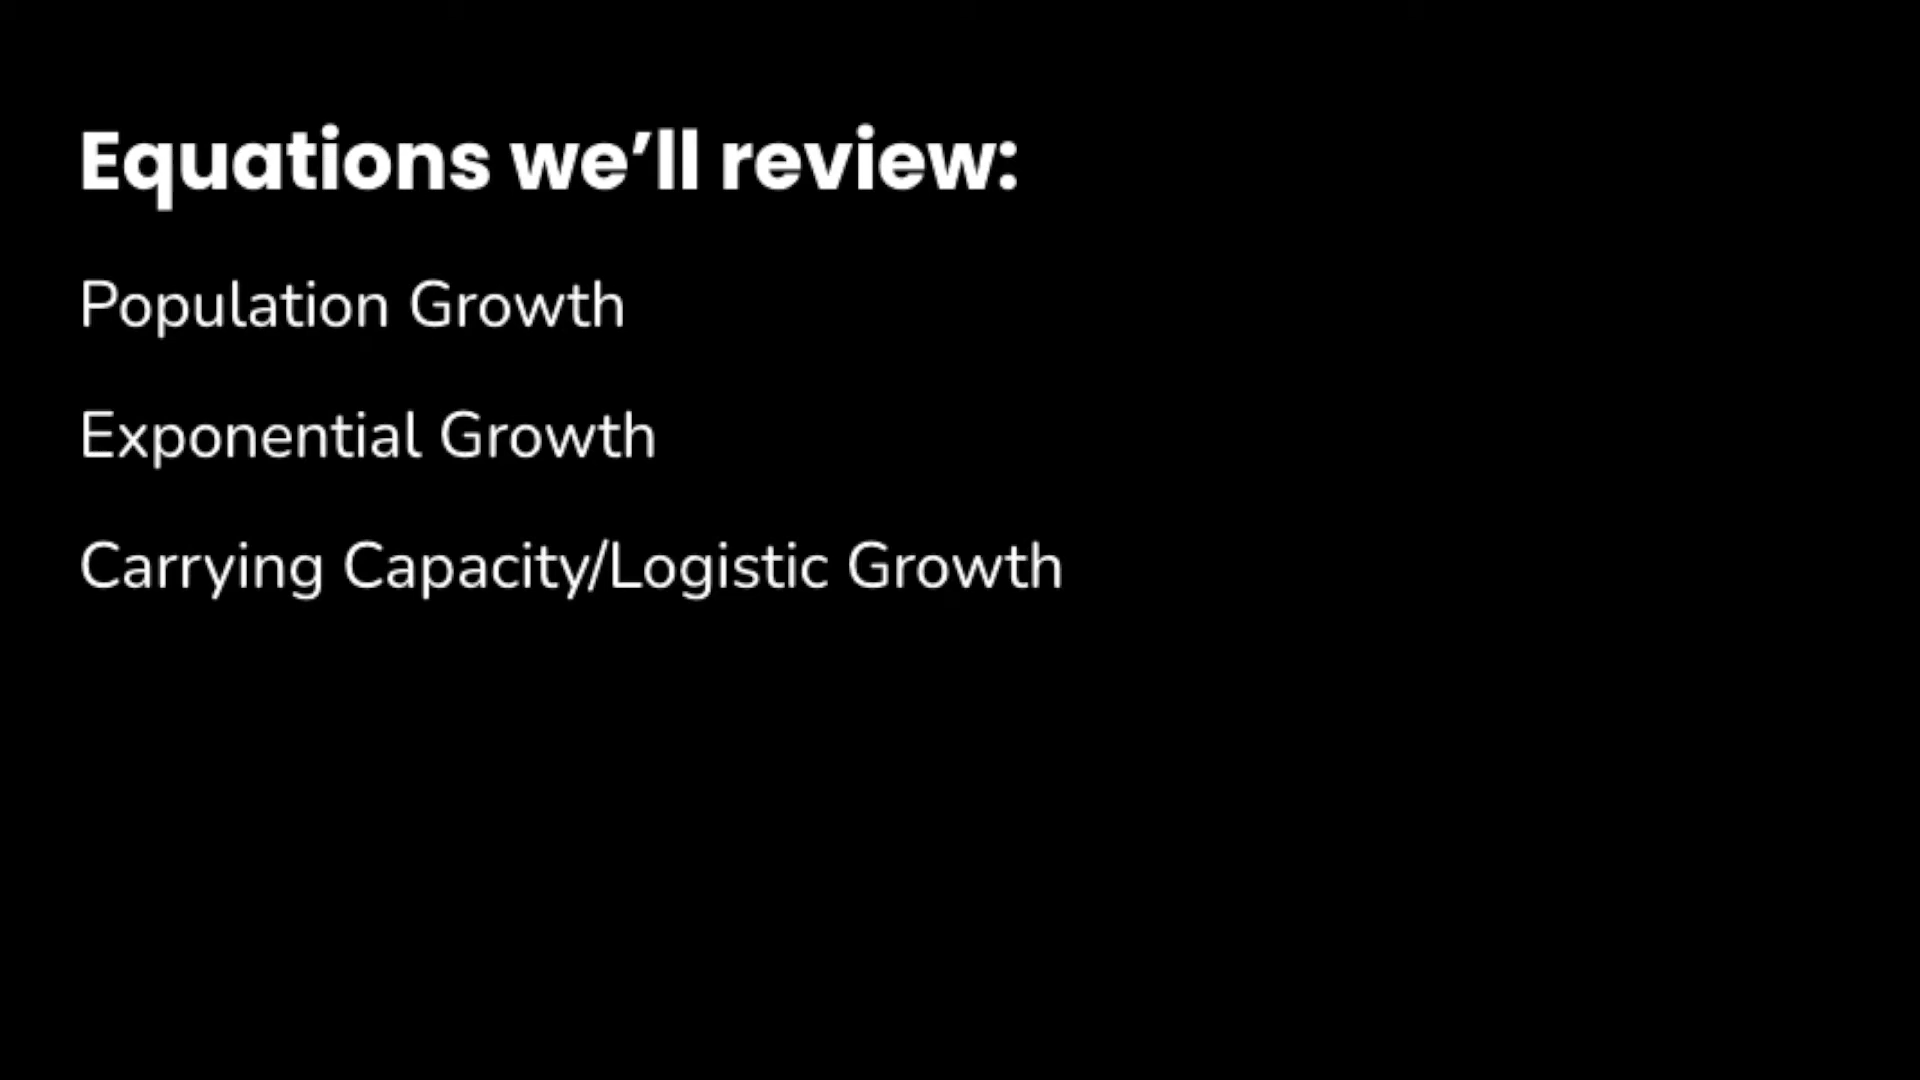 Equations we’ll review:
Population Growth
Exponential Growth
Carrying Capacity/Logistic Growth